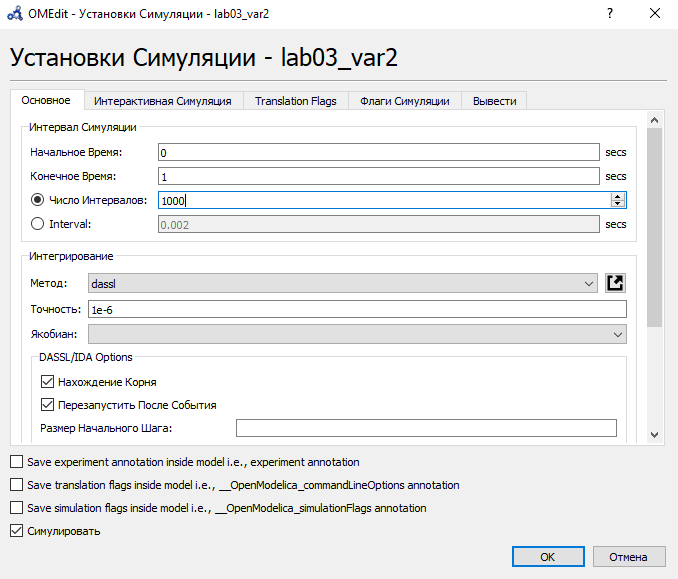 OMEdit - Установки Симуляции - lab03_var2
Установки Симуляции - lab03_var2
Основное Интерактивная Симуляция Translation Flags Флаги Симуляции Вывести
Интервал Симуляции
Начальное Время: 0 secs
Конечное Время: 1 secs
Число Интервалов: 1000
Interval: 0.002 secs
Интегрирование
Метод: dassl
Точность: 1e-6
Якобиан:
DASSL/IDA Options
Нахождение Корня
Перезапустить После События
Размер Начального Шага:
Save experiment annotation inside model i.e., experiment annotation
Save translation flags inside model i.e., __OpenModelica_commandLineOptions annotation
Save simulation flags inside model i.e., __OpenModelica_simulationFlags annotation
Симулировать
OK Отмена